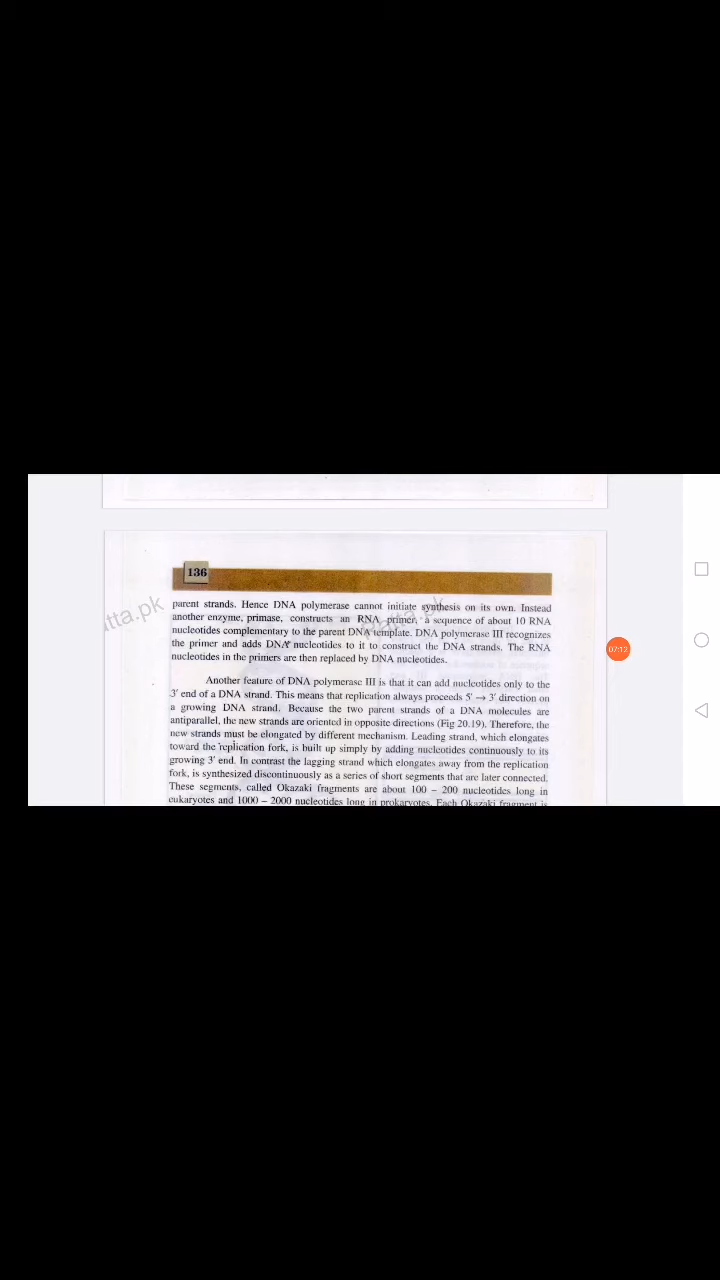 136
parent strands. Hence DNA polymerase cannot initiate synthesis on its own. Instead
another enzyme, primase, constructs an RNA primer, a sequence of about 10 RNA
nucleotides complementary to the parent DNA template. DNA polymerase III recognizes
the primer and adds DNA nucleotides to it to construct the DNA strands. The RNA
nucleotides in the primers are then replaced by DNA nucleotides.
Another feature of DNA polymerase III is that it can add nucleotides only to the
3′ end of a DNA strand. This means that replication always proceeds 5′ → 3′ direction on
a growing DNA strand. Because the two parent strands of a DNA molecules are
antiparallel, the new strands are oriented in opposite directions (Fig 20.19). Therefore, the
new strands must be elongated by different mechanism. Leading strand, which elongates
toward the replication fork, is built up simply by adding nucleotides continuously to its
growing 3′ end. In contrast the lagging strand which elongates away from the replication
fork, is synthesized discontinuously as a series of short segments that are later connected.
These segments, called Okazaki fragments are about 100 – 200 nucleotides long in
eukaryotes and 1000 – 2000 nucleotides long in prokaryotes. Each Okazaki fragment is
07:12